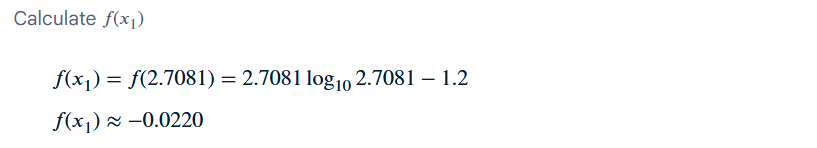 Calculate f(x₁)
f(x₁) = f(2.7081) = 2.7081 log₁₀ 2.7081 − 1.2
f(x₁) ≈ −0.0220